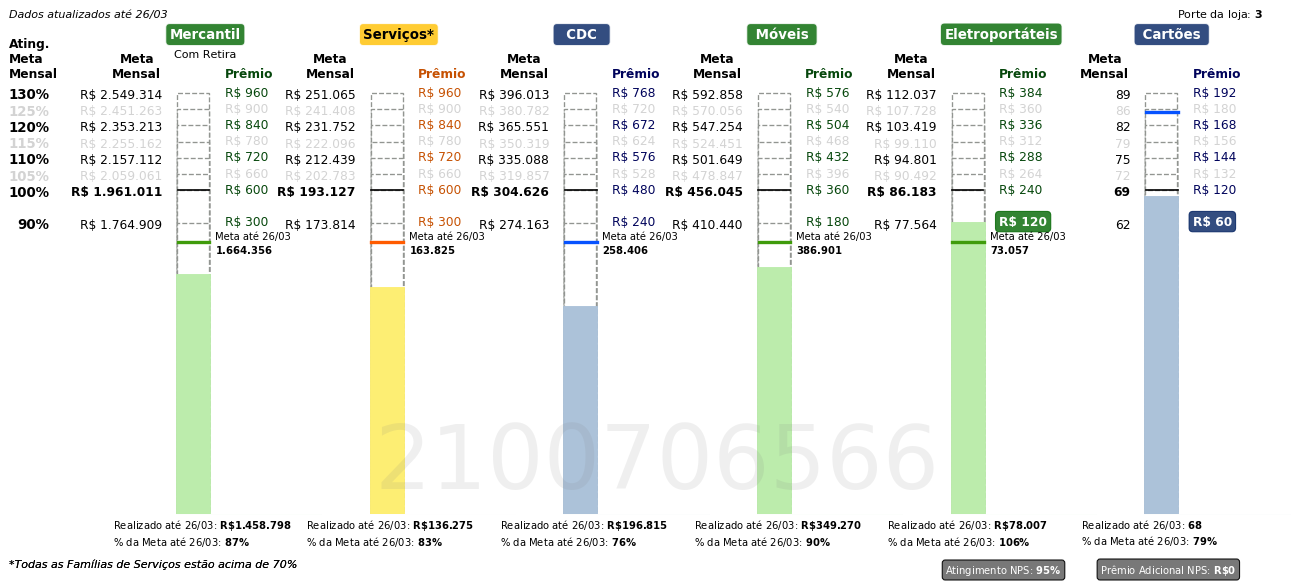 Dados atualizados até 26/03
Porte da loja: 3
Mercantil Serviços* CDC Móveis Eletroportáteis Cartões
Com Retira
Ating. Meta Mensal
Meta Mensal Prêmio Meta Mensal Prêmio Meta Mensal Prêmio Meta Mensal Prêmio Meta Mensal Prêmio Meta Mensal Prêmio
130% R$ 2.549.314 R$ 960 R$ 251.065 R$ 960 R$ 396.013 R$ 768 R$ 592.858 R$ 576 R$ 112.037 R$ 384 89 R$ 192
125% R$ 2.451.263 R$ 900 R$ 241.408 R$ 900 R$ 380.782 R$ 720 R$ 570.056 R$ 540 R$ 107.728 R$ 360 86 R$ 180
120% R$ 2.353.213 R$ 840 R$ 231.752 R$ 840 R$ 365.551 R$ 672 R$ 547.254 R$ 504 R$ 103.419 R$ 336 82 R$ 168
115% R$ 2.255.162 R$ 780 R$ 222.096 R$ 780 R$ 350.319 R$ 624 R$ 524.451 R$ 468 R$ 99.110 R$ 312 79 R$ 156
110% R$ 2.157.112 R$ 720 R$ 212.439 R$ 720 R$ 335.088 R$ 576 R$ 501.649 R$ 432 R$ 94.801 R$ 288 75 R$ 144
105% R$ 2.059.061 R$ 660 R$ 202.783 R$ 660 R$ 319.857 R$ 528 R$ 478.847 R$ 396 R$ 90.492 R$ 264 72 R$ 132
100% R$ 1.961.011 R$ 600 R$ 193.127 R$ 600 R$ 304.626 R$ 480 R$ 456.045 R$ 360 R$ 86.183 R$ 240 69 R$ 120
90% R$ 1.764.909 R$ 300 R$ 173.814 R$ 300 R$ 274.163 R$ 240 R$ 410.440 R$ 180 R$ 77.564 R$ 120 62 R$ 60
Meta até 26/03 Meta até 26/03 Meta até 26/03 Meta até 26/03 Meta até 26/03
1.664.356 163.825 258.406 386.901 73.057
2100706566
Realizado até 26/03: R$1.458.798 Realizado até 26/03: R$136.275 Realizado até 26/03: R$196.815 Realizado até 26/03: R$349.270 Realizado até 26/03: R$78.007 Realizado até 26/03: 68
% da Meta até 26/03: 87% % da Meta até 26/03: 83% % da Meta até 26/03: 76% % da Meta até 26/03: 90% % da Meta até 26/03: 106% % da Meta até 26/03: 79%
*Todas as Famílias de Serviços estão acima de 70%
Atingimento NPS: 95% Prêmio Adicional NPS: R$0